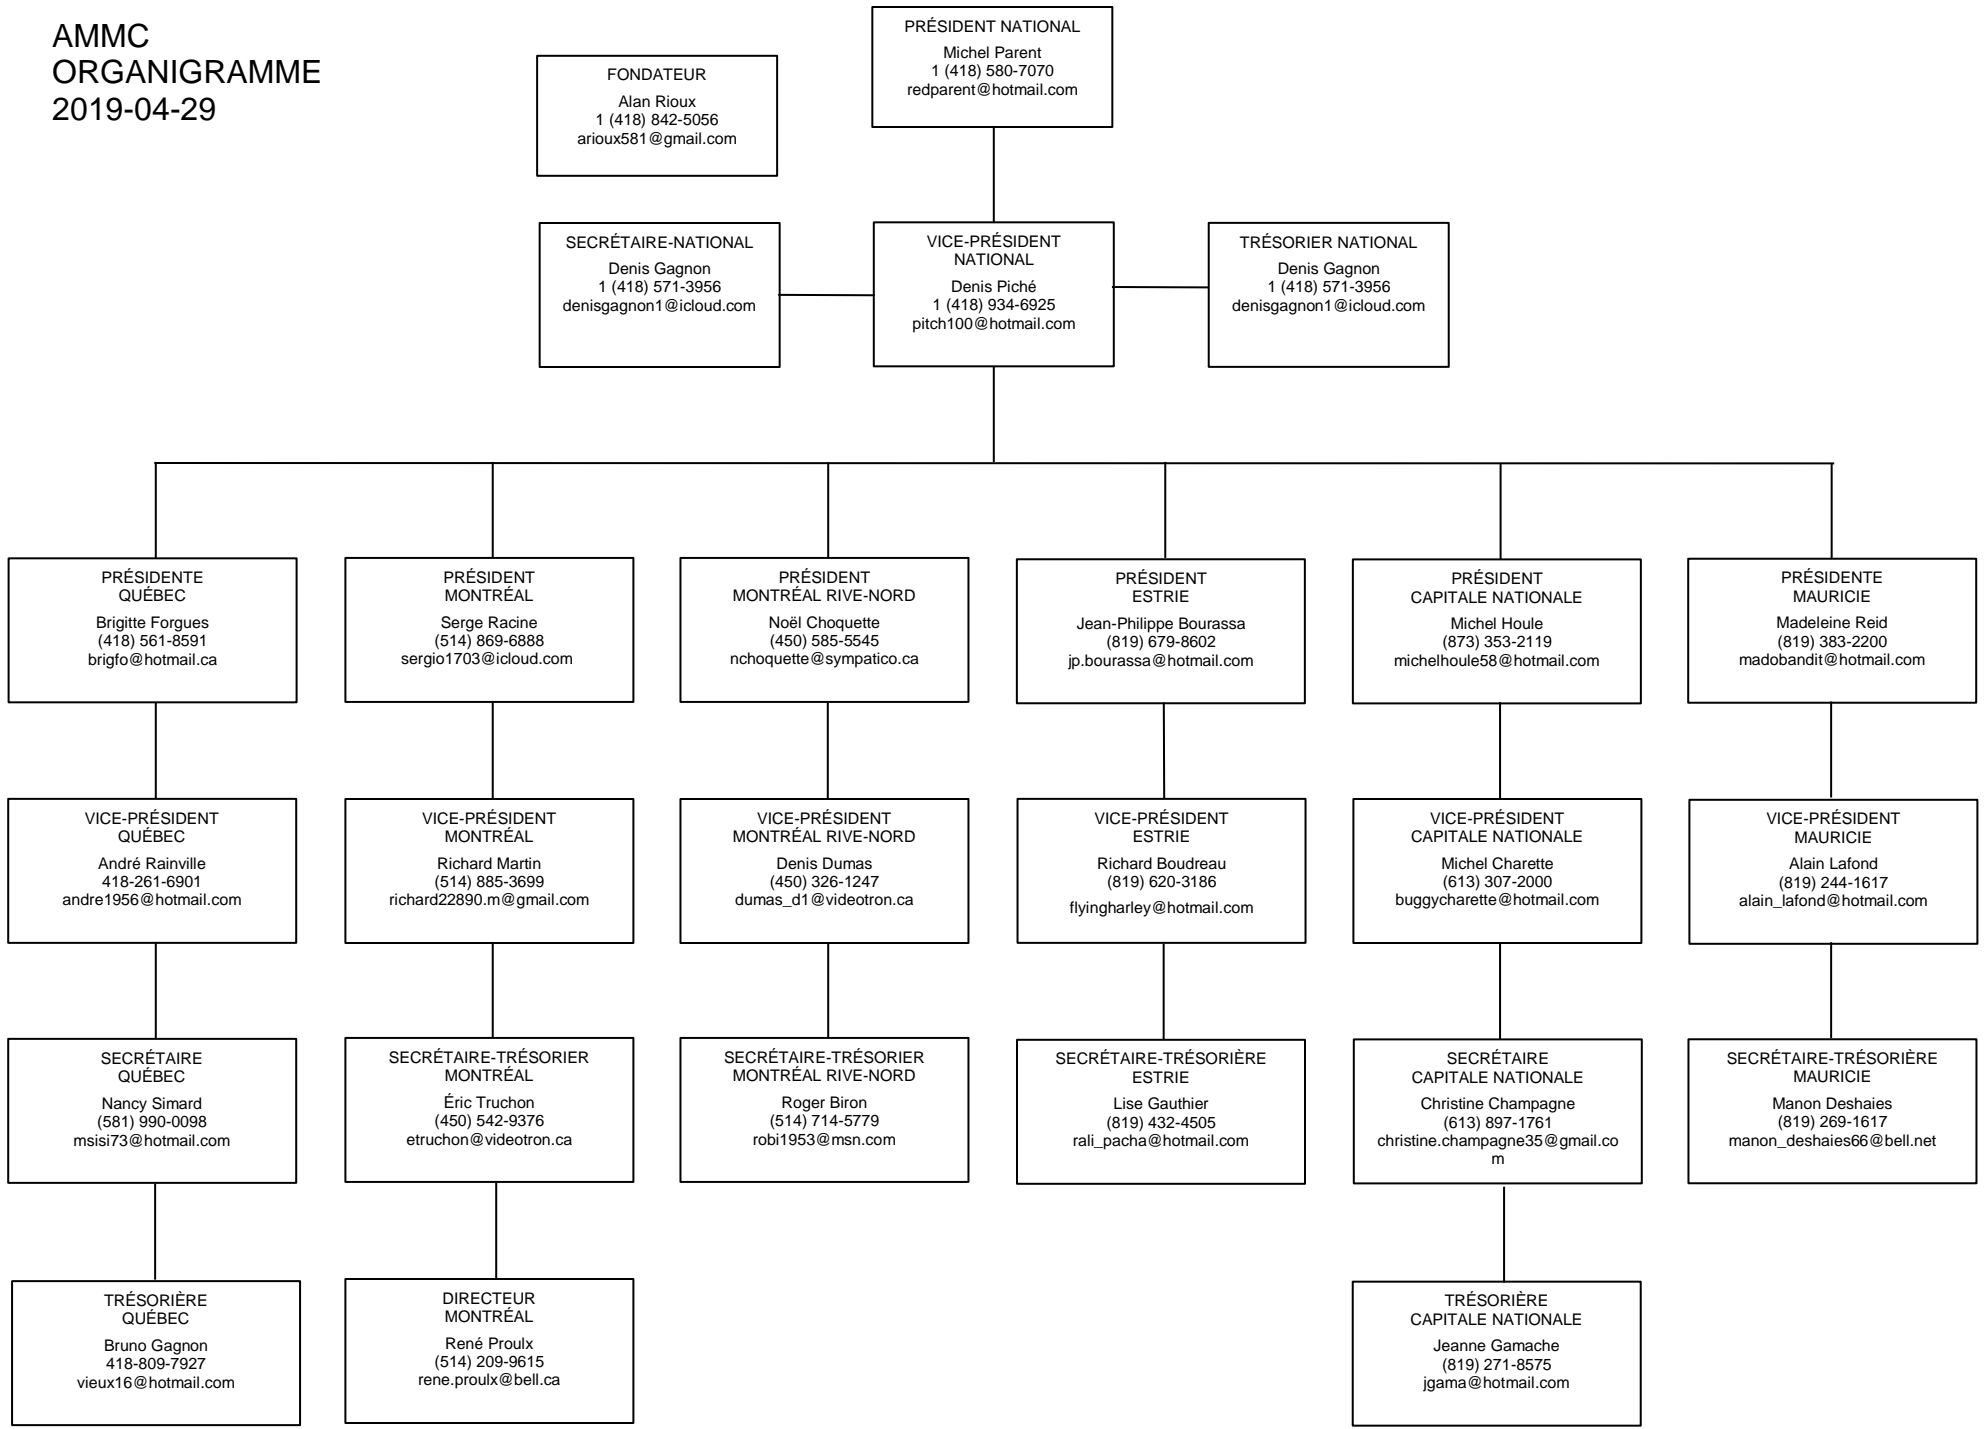 AMMC
ORGANIGRAMME
2019-04-29
PRÉSIDENT NATIONAL
Michel Parent
1 (418) 580-7070
redparent@hotmail.com
FONDATEUR
Alan Rioux
1 (418) 842-5056
arioux581@gmail.com
SECRÉTAIRE-NATIONAL
Denis Gagnon
1 (418) 571-3956
denisgagnon1@icloud.com
VICE-PRÉSIDENT
NATIONAL
Denis Piché
1 (418) 934-6925
pitch100@hotmail.com
TRÉSORIER NATIONAL
Denis Gagnon
1 (418) 571-3956
denisgagnon1@icloud.com
PRÉSIDENTE
QUÉBEC
Brigitte Forgues
(418) 561-8591
brigfo@hotmail.ca
PRÉSIDENT
MONTRÉAL
Serge Racine
(514) 869-6888
sergio1703@icloud.com
PRÉSIDENT
MONTRÉAL RIVE-NORD
Noël Choquette
(450) 585-5545
nchoquette@sympatico.ca
PRÉSIDENT
ESTRIE
Jean-Philippe Bourassa
(819) 679-8602
jp.bourassa@hotmail.com
PRÉSIDENT
CAPITALE NATIONALE
Michel Houle
(873) 353-2119
michelhoule58@hotmail.com
PRÉSIDENTE
MAURICIE
Madeleine Reid
(819) 383-2200
madobandit@hotmail.com
VICE-PRÉSIDENT
QUÉBEC
André Rainville
418-261-6901
andre1956@hotmail.com
VICE-PRÉSIDENT
MONTRÉAL
Richard Martin
(514) 885-3699
richard22890.m@gmail.com
VICE-PRÉSIDENT
MONTRÉAL RIVE-NORD
Denis Dumas
(450) 326-1247
dumas_d1@videotron.ca
VICE-PRÉSIDENT
ESTRIE
Richard Boudreau
(819) 620-3186
flyingharley@hotmail.com
VICE-PRÉSIDENT
CAPITALE NATIONALE
Michel Charette
(613) 307-2000
buggycharette@hotmail.com
VICE-PRÉSIDENT
MAURICIE
Alain Lafond
(819) 244-1617
alain_lafond@hotmail.com
SECRÉTAIRE
QUÉBEC
Nancy Simard
(581) 990-0098
msisi73@hotmail.com
SECRÉTAIRE-TRÉSORIER
MONTRÉAL
Éric Truchon
(450) 542-9376
etruchon@videotron.ca
SECRÉTAIRE-TRÉSORIER
MONTRÉAL RIVE-NORD
Roger Biron
(514) 714-5779
robi1953@msn.com
SECRÉTAIRE-TRÉSORIÈRE
ESTRIE
Lise Gauthier
(819) 432-4505
rali_pacha@hotmail.com
SECRÉTAIRE
CAPITALE NATIONALE
Christine Champagne
(613) 897-1761
christine.champagne35@gmail.co
m
SECRÉTAIRE-TRÉSORIÈRE
MAURICIE
Manon Deshaies
(819) 269-1617
manon_deshaies66@bell.net
TRÉSORIÈRE
QUÉBEC
Bruno Gagnon
418-809-7927
vieux16@hotmail.com
DIRECTEUR
MONTRÉAL
René Proulx
(514) 209-9615
rene.proulx@bell.ca
TRÉSORIÈRE
CAPITALE NATIONALE
Jeanne Gamache
(819) 271-8575
jgama@hotmail.com